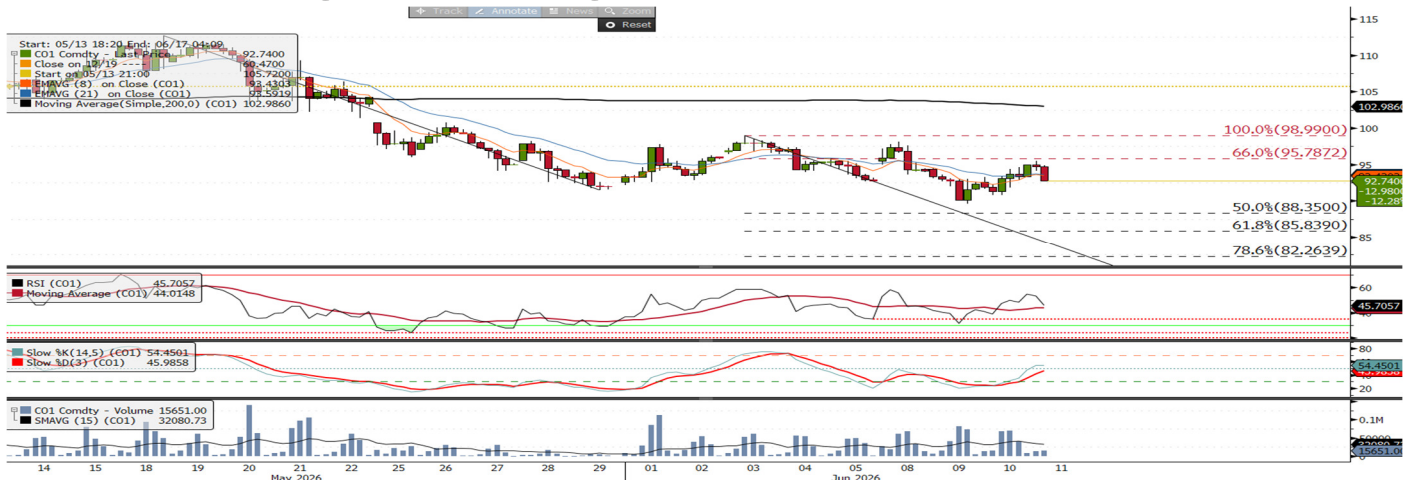 Track Annotate News Zoom
Reset
Start: 05/13 18:20 End: 06/17 04:09
CO1 Comdty - Last Price 92.7400
Close on 12/19 ---- 60.4700
Start on 05/13 21:00 105.7200
EMAVG (8) on Close (CO1) 93.4303
EMAVG (21) on Close (CO1) 93.5919
Moving Average(Simple,200,0) (CO1) 102.9860
115
110
105
102.9860
100
100.0%(98.9900)
66.0%(95.7872)
95
92.7400
-12.9800
-12.28%
50.0%(88.3500)
61.8%(85.8390)
85
78.6%(82.2639)
RSI (CO1) 45.7057
Moving Average (CO1) 44.0148
60
45.7057
40
Slow %K(14,5) (CO1) 54.4501
Slow %D(3) (CO1) 45.9858
80
54.4501
45.9858
20
CO1 Comdty - Volume 15651.00
SMAVG (15) (CO1) 32080.73
0.1M
50000
32080.73
15651.00
0
14 15 18 19 20 21 22 25 26 27 28 29 01 02 03 04 05 08 09 10 11
May 2026 Jun 2026